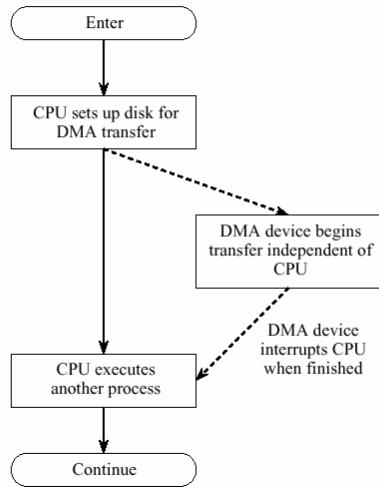 Enter
CPU sets up disk for
DMA transfer
DMA device begins
transfer independent of
CPU
DMA device
interrupts CPU
when finished
CPU executes
another process
Continue